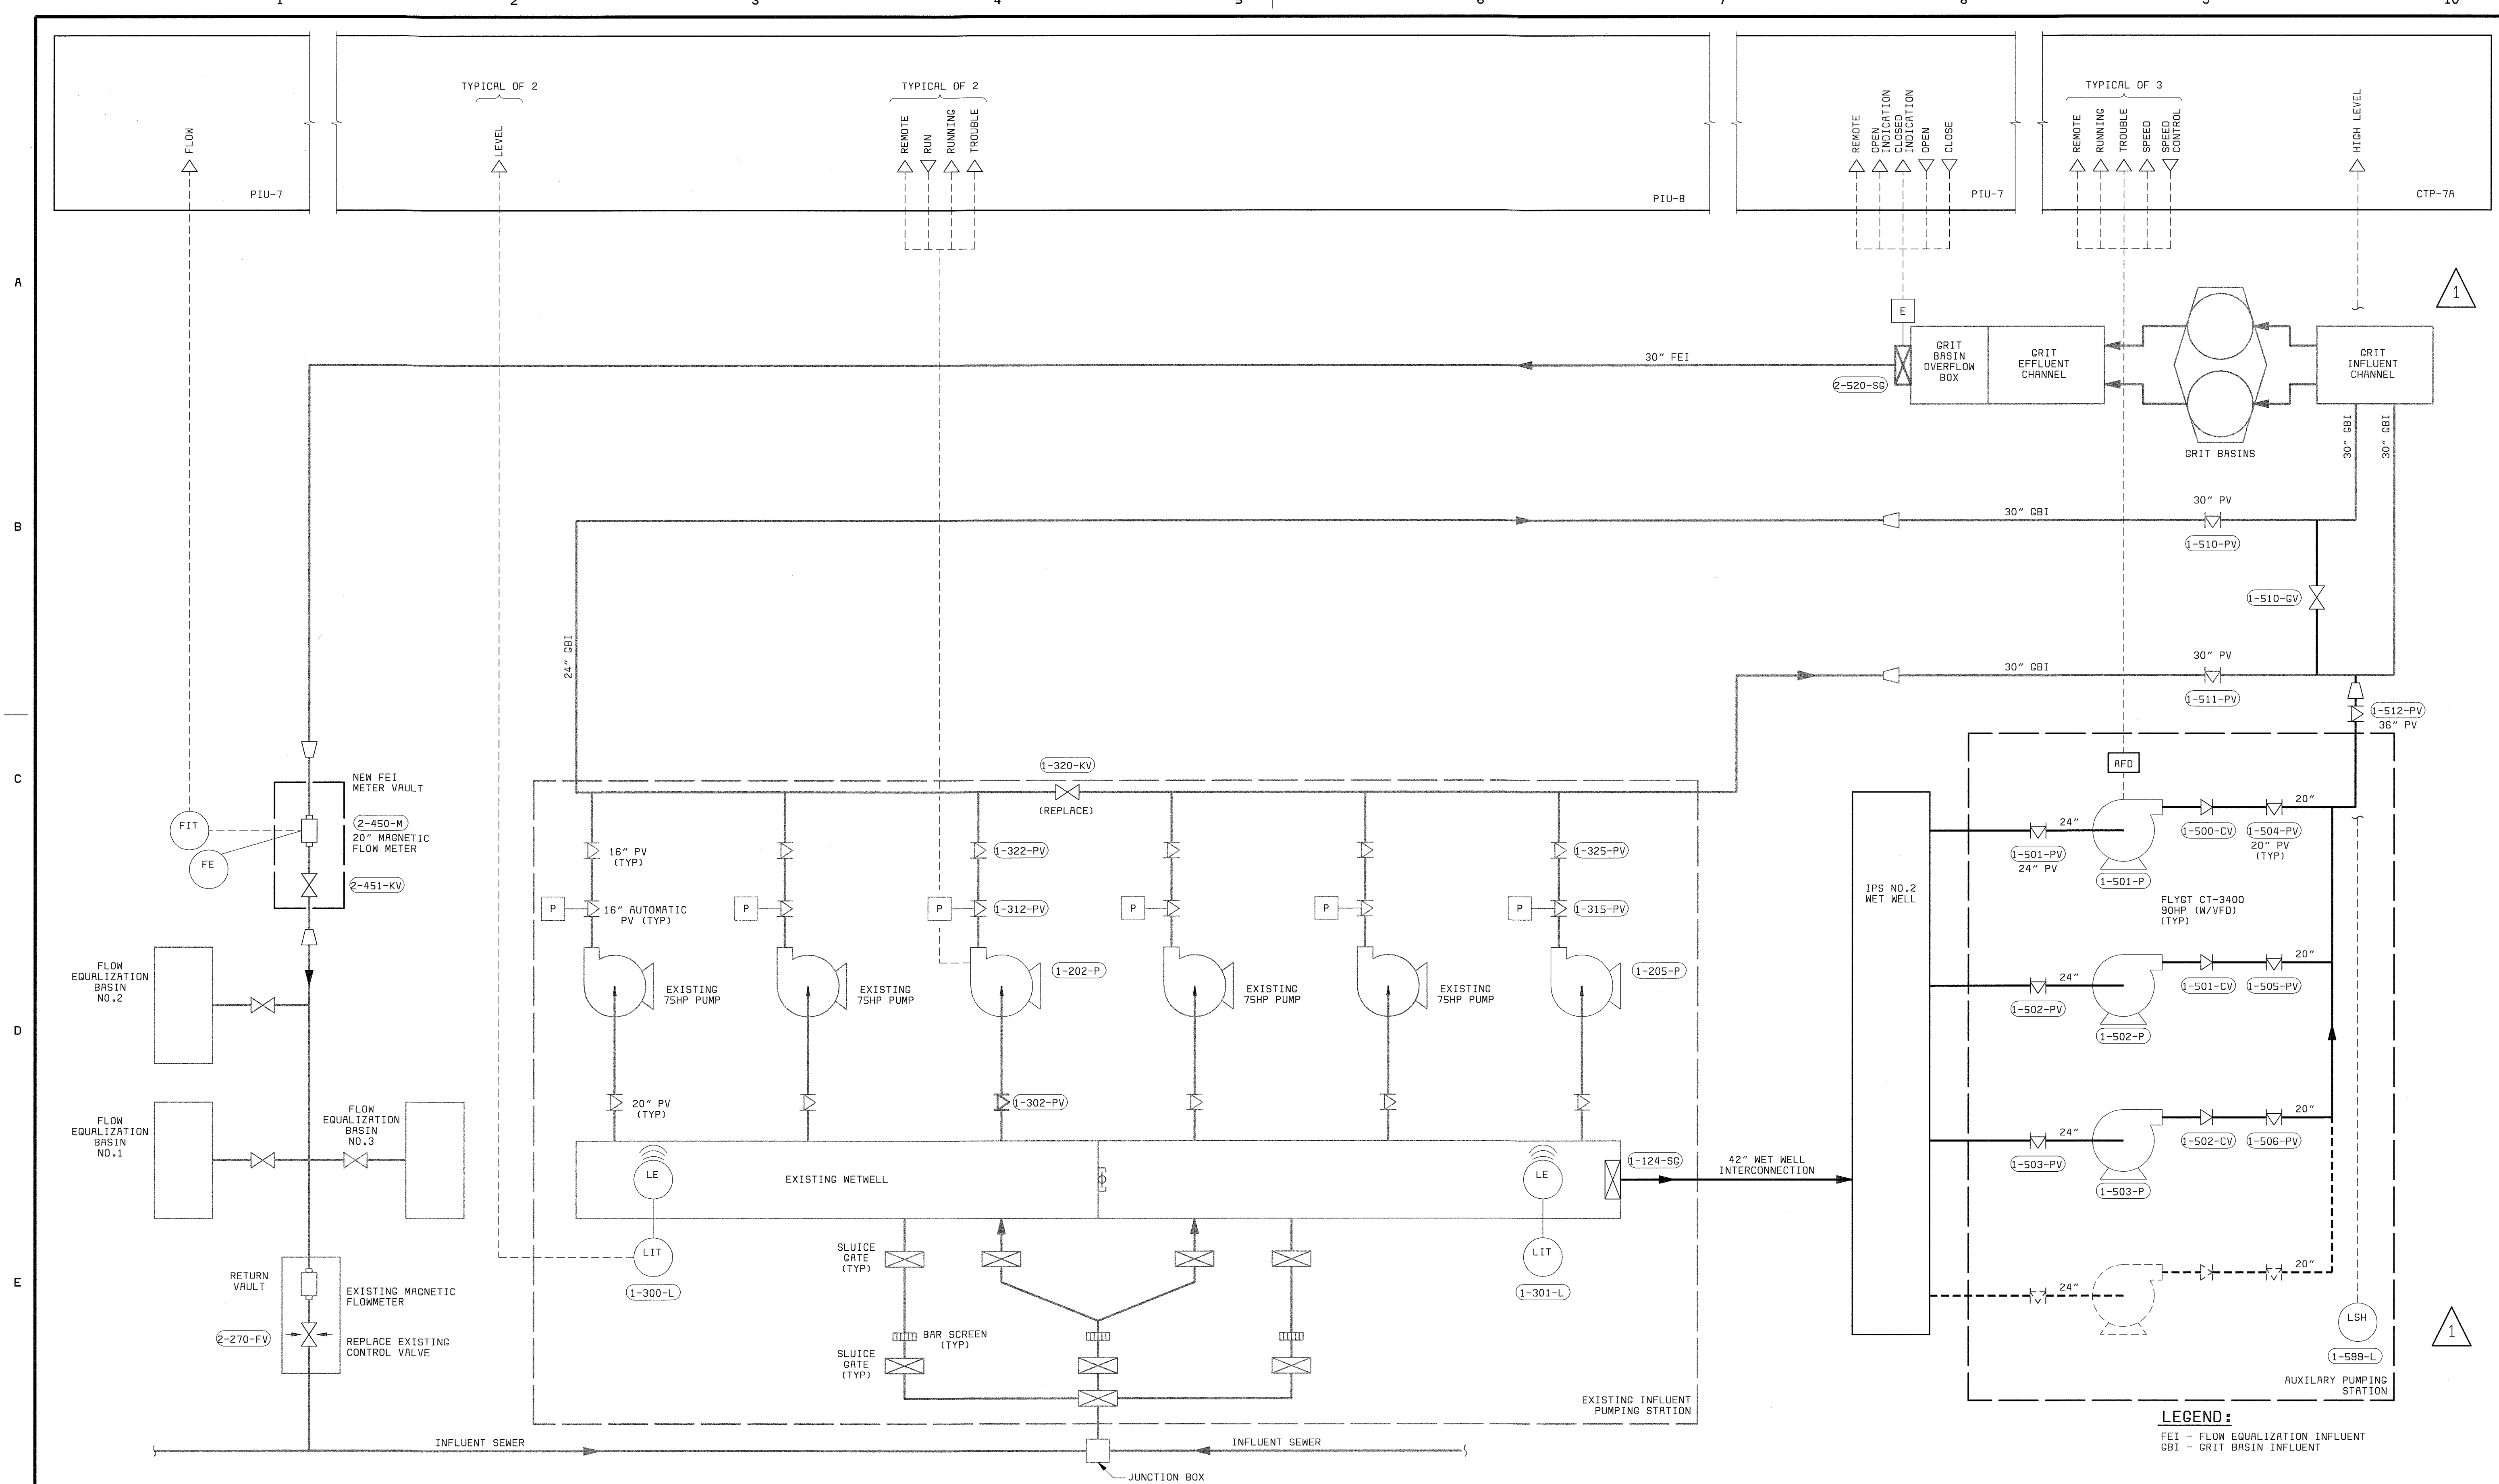 TYPICAL OF 2
TYPICAL OF 2
TYPICAL OF 3
FLOW
LEVEL
REMOTE
RUN
RUNNING
TROUBLE
REMOTE
OPEN
INDICATION
CLOSED
INDICATION
OPEN
CLOSE
REMOTE
RUNNING
TROUBLE
SPEED
SPEED
CONTROL
HIGH LEVEL
PIU-7
PIU-8
PIU-7
CTP-7A
A
1
E
30" FEI
2-520-SG
GRIT
BASIN
OVERFLOW
BOX
GRIT
EFFLUENT
CHANNEL
GRIT
INFLUENT
CHANNEL
GRIT BASINS
30" GBI
30" GBI
B
30" PV
30" GBI
1-510-PV
1-510-GV
24" GBI
30" PV
30" GBI
1-511-PV
1-512-PV
36" PV
C
NEW FEI
METER VAULT
FIT
FE
2-450-M
20" MAGNETIC
FLOW METER
2-451-KV
1-320-KV
(REPLACE)
16" PV
(TYP)
1-322-PV
1-325-PV
P
16" AUTOMATIC
PV (TYP)
P
P
1-312-PV
P
P
P
1-315-PV
AFD
IPS NO.2
WET WELL
24"
1-501-PV
24" PV
1-501-P
1-500-CV
1-504-PV
20"
20" PV
(TYP)
FLYGT CT-3400
90HP (W/VFD)
(TYP)
FLOW
EQUALIZATION
BASIN
NO.2
EXISTING
75HP PUMP
EXISTING
75HP PUMP
1-202-P
EXISTING
75HP PUMP
EXISTING
75HP PUMP
1-205-P
24"
1-502-PV
1-502-P
1-501-CV
1-505-PV
20"
D
FLOW
EQUALIZATION
BASIN
NO.1
FLOW
EQUALIZATION
BASIN
NO.3
20" PV
(TYP)
1-302-PV
24"
1-503-PV
1-503-P
1-502-CV
1-506-PV
20"
LE
EXISTING WETWELL
LE
1-124-SG
42" WET WELL
INTERCONNECTION
E
RETURN
VAULT
EXISTING MAGNETIC
FLOWMETER
2-270-FV
REPLACE EXISTING
CONTROL VALVE
LIT
1-300-L
SLUICE
GATE
(TYP)
LIT
1-301-L
BAR SCREEN
(TYP)
SLUICE
GATE
(TYP)
24"
20"
LSH
1-599-L
1
EXISTING INFLUENT
PUMPING STATION
AUXILARY PUMPING
STATION
INFLUENT SEWER
INFLUENT SEWER
JUNCTION BOX
LEGEND:
FEI - FLOW EQUALIZATION INFLUENT
GBI - GRIT BASIN INFLUENT